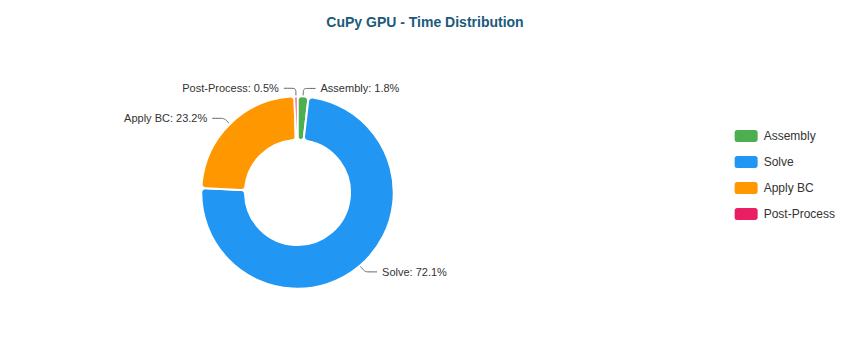 CuPy GPU - Time Distribution
Post-Process: 0.5%
Assembly: 1.8%
Apply BC: 23.2%
Solve: 72.1%
Assembly
Solve
Apply BC
Post-Process